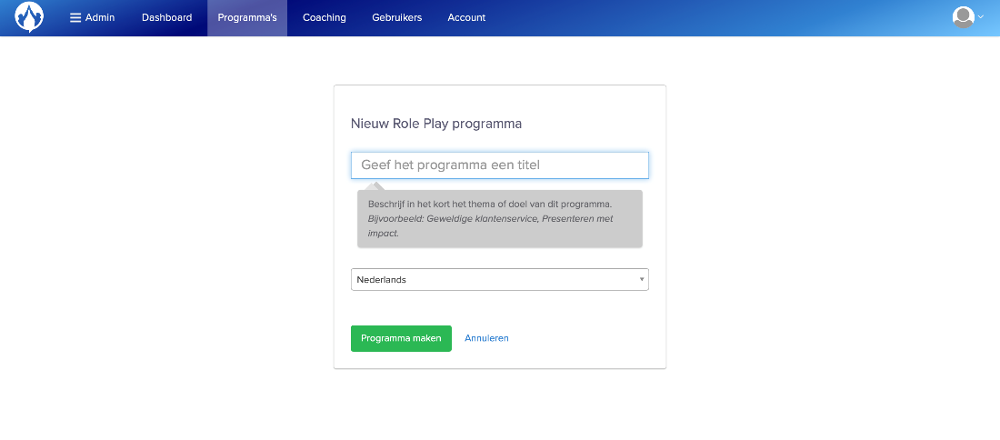 Admin Dashboard Programma's Coaching Gebruikers Account
Nieuw Role Play programma
Geef het programma een titel
Beschrijf in het kort het thema of doel van dit programma.
Bijvoorbeeld: Geweldige klantenservice, Presenteren met
impact.
Nederlands
Programma maken Annuleren